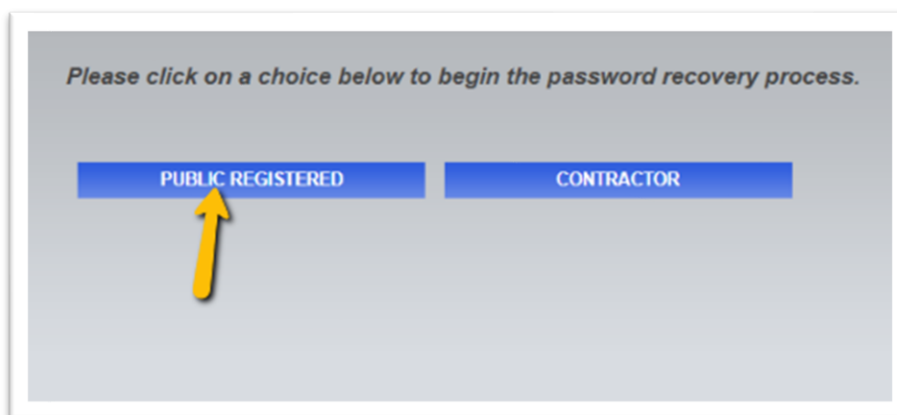 Please click on a choice below to begin the password recovery process.
PUBLIC REGISTERED
CONTRACTOR